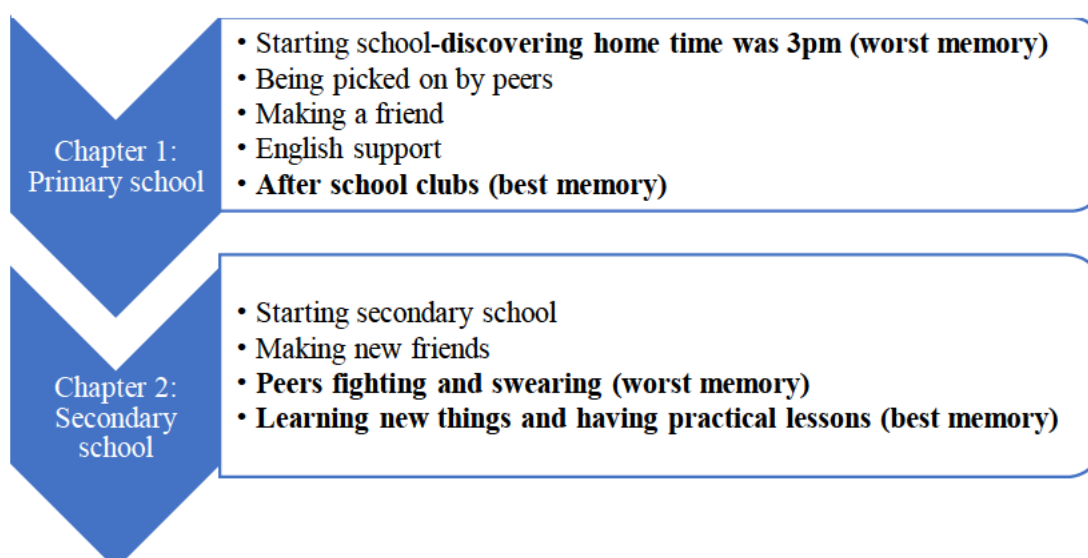 Chapter 1:
Primary school
• Starting school-discovering home time was 3pm (worst memory)
• Being picked on by peers
• Making a friend
• English support
• After school clubs (best memory)
Chapter 2:
Secondary
school
• Starting secondary school
• Making new friends
• Peers fighting and swearing (worst memory)
• Learning new things and having practical lessons (best memory)